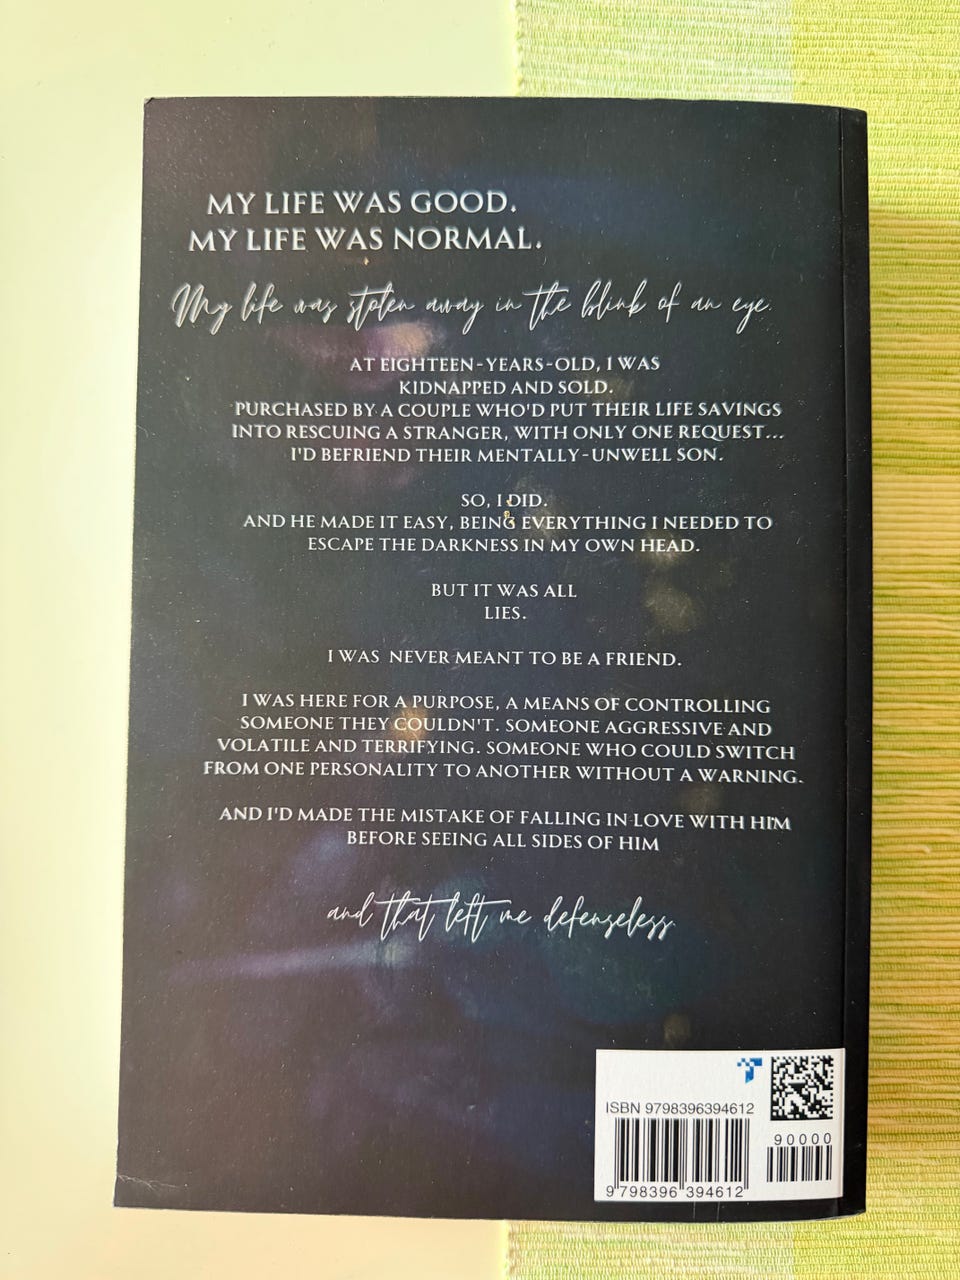 MY LIFE WAS GOOD.
MY LIFE WAS NORMAL.
My life was stolen away in the blink of an eye.
AT EIGHTEEN-YEARS-OLD, I WAS
KIDNAPPED AND SOLD.
PURCHASED BY A COUPLE WHO'D PUT THEIR LIFE SAVINGS
INTO RESCUING A STRANGER, WITH ONLY ONE REQUEST...
I'D BEFRIEND THEIR MENTALLY-UNWELL SON.
SO, I DID.
AND HE MADE IT EASY, BEING EVERYTHING I NEEDED TO
ESCAPE THE DARKNESS IN MY OWN HEAD.
BUT IT WAS ALL
LIES.
I WAS NEVER MEANT TO BE A FRIEND.
I WAS HERE FOR A PURPOSE, A MEANS OF CONTROLLING
SOMEONE THEY COULDN'T. SOMEONE AGGRESSIVE AND
VOLATILE AND TERRIFYING. SOMEONE WHO COULD SWITCH
FROM ONE PERSONALITY TO ANOTHER WITHOUT A WARNING.
AND I'D MADE THE MISTAKE OF FALLING IN LOVE WITH HIM
BEFORE SEEING ALL SIDES OF HIM
and that left me defenseless.
ISBN 9798396394612
90000
9 798396 394612